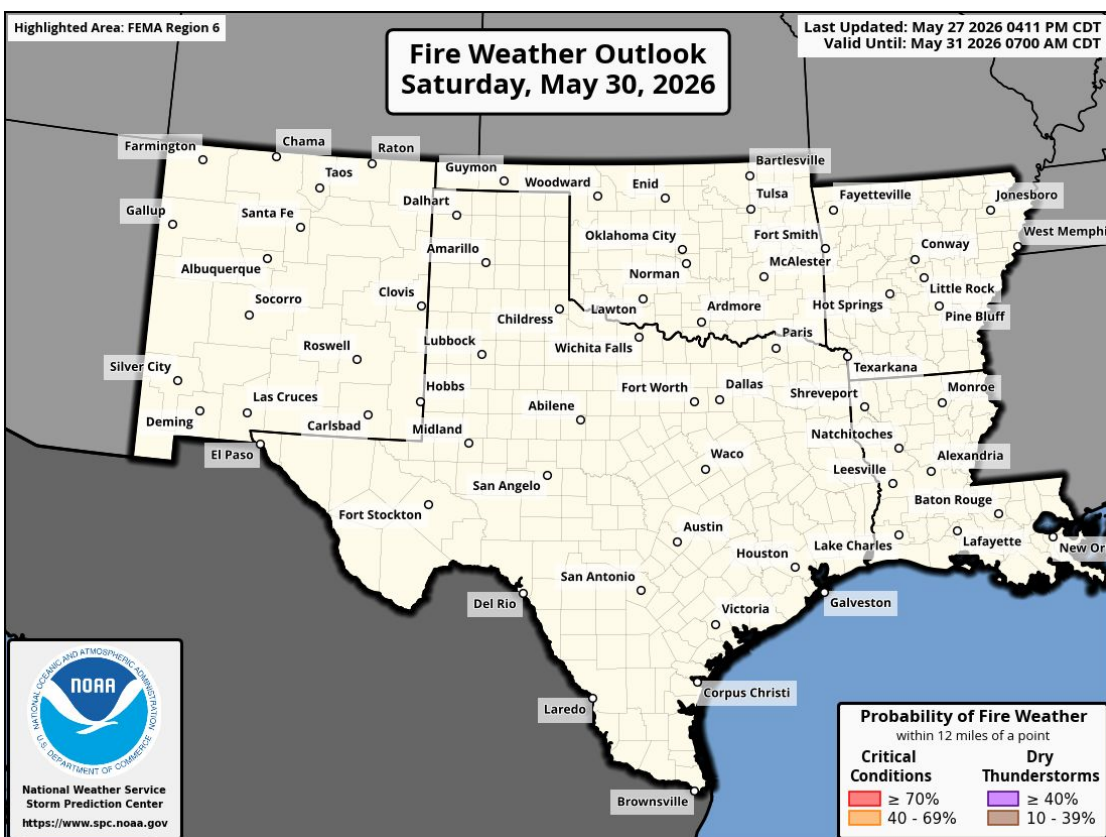 Highlighted Area: FEMA Region 6
Fire Weather Outlook
Saturday, May 30, 2026
Last Updated: May 27 2026 0411 PM CDT
Valid Until: May 31 2026 0700 AM CDT
Farmington
Chama
Raton
Taos
Guymon
Woodward
Enid
Bartlesville
Tulsa
Fayetteville
Jonesboro
Gallup
Santa Fe
Dalhart
Oklahoma City
Fort Smith
Conway
West Memphi
Albuquerque
Amarillo
Norman
McAlester
Little Rock
Socorro
Clovis
Childress
Lawton
Ardmore
Hot Springs
Pine Bluff
Roswell
Lubbock
Wichita Falls
Paris
Texarkana
Silver City
Hobbs
Fort Worth
Dallas
Shreveport
Monroe
Las Cruces
Deming
Carlsbad
Midland
Abilene
Natchitoches
El Paso
Waco
Leesville
Alexandria
San Angelo
Baton Rouge
Fort Stockton
Austin
Houston
Lake Charles
Lafayette
New Or
San Antonio
Del Rio
Galveston
Victoria
Laredo
Corpus Christi
Brownsville
NATIONAL OCEANIC AND ATMOSPHERIC ADMINISTRATION
NOAA
U.S. DEPARTMENT OF COMMERCE
National Weather Service
Storm Prediction Center
https://www.spc.noaa.gov
Probability of Fire Weather
within 12 miles of a point
Critical
Conditions
≥ 70%
40 - 69%
Dry
Thunderstorms
≥ 40%
10 - 39%